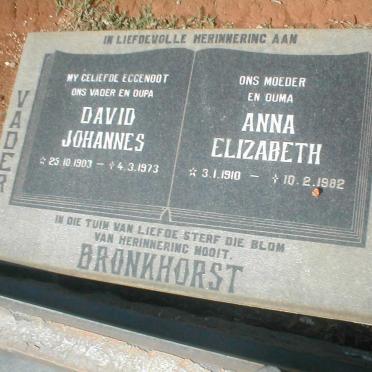 IN LIEFDEVOLLE HERINNERING AAN
VADER
MY GELIEFDE EGGENOOT
ONS VADER EN OUPA
DAVID
JOHANNES
☆ 25.10.1903 – † 4.3.1973
ONS MOEDER
EN OUMA
ANNA
ELIZABETH
☆ 3.1.1910 – † 10.2.1982
IN DIE TUIN VAN LIEFDE STERF DIE BLOM
VAN HERINNERING NOOIT.
BRONKHORST